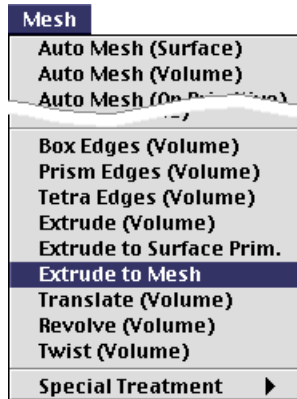 Mesh
Auto Mesh (Surface)
Auto Mesh (Volume)
Auto Mesh (On
Box Edges (Volume)
Prism Edges (Volume)
Tetra Edges (Volume)
Extrude (Volume)
Extrude to Surface Prim.
Extrude to Mesh
Translate (Volume)
Revolve (Volume)
Twist (Volume)
Special Treatment